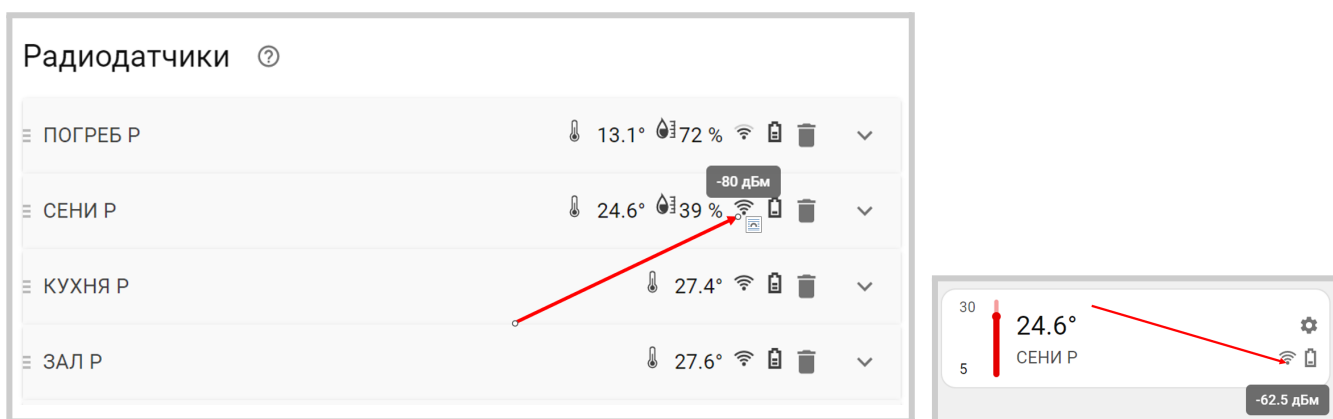 Радиодатчики
ПОГРЕБ Р 13.1° 72 %
-80 дБм
СЕНИ Р 24.6° 39 %
КУХНЯ Р 27.4°
ЗАЛ Р 27.6°
30
24.6°
СЕНИ Р
5
-62.5 дБм